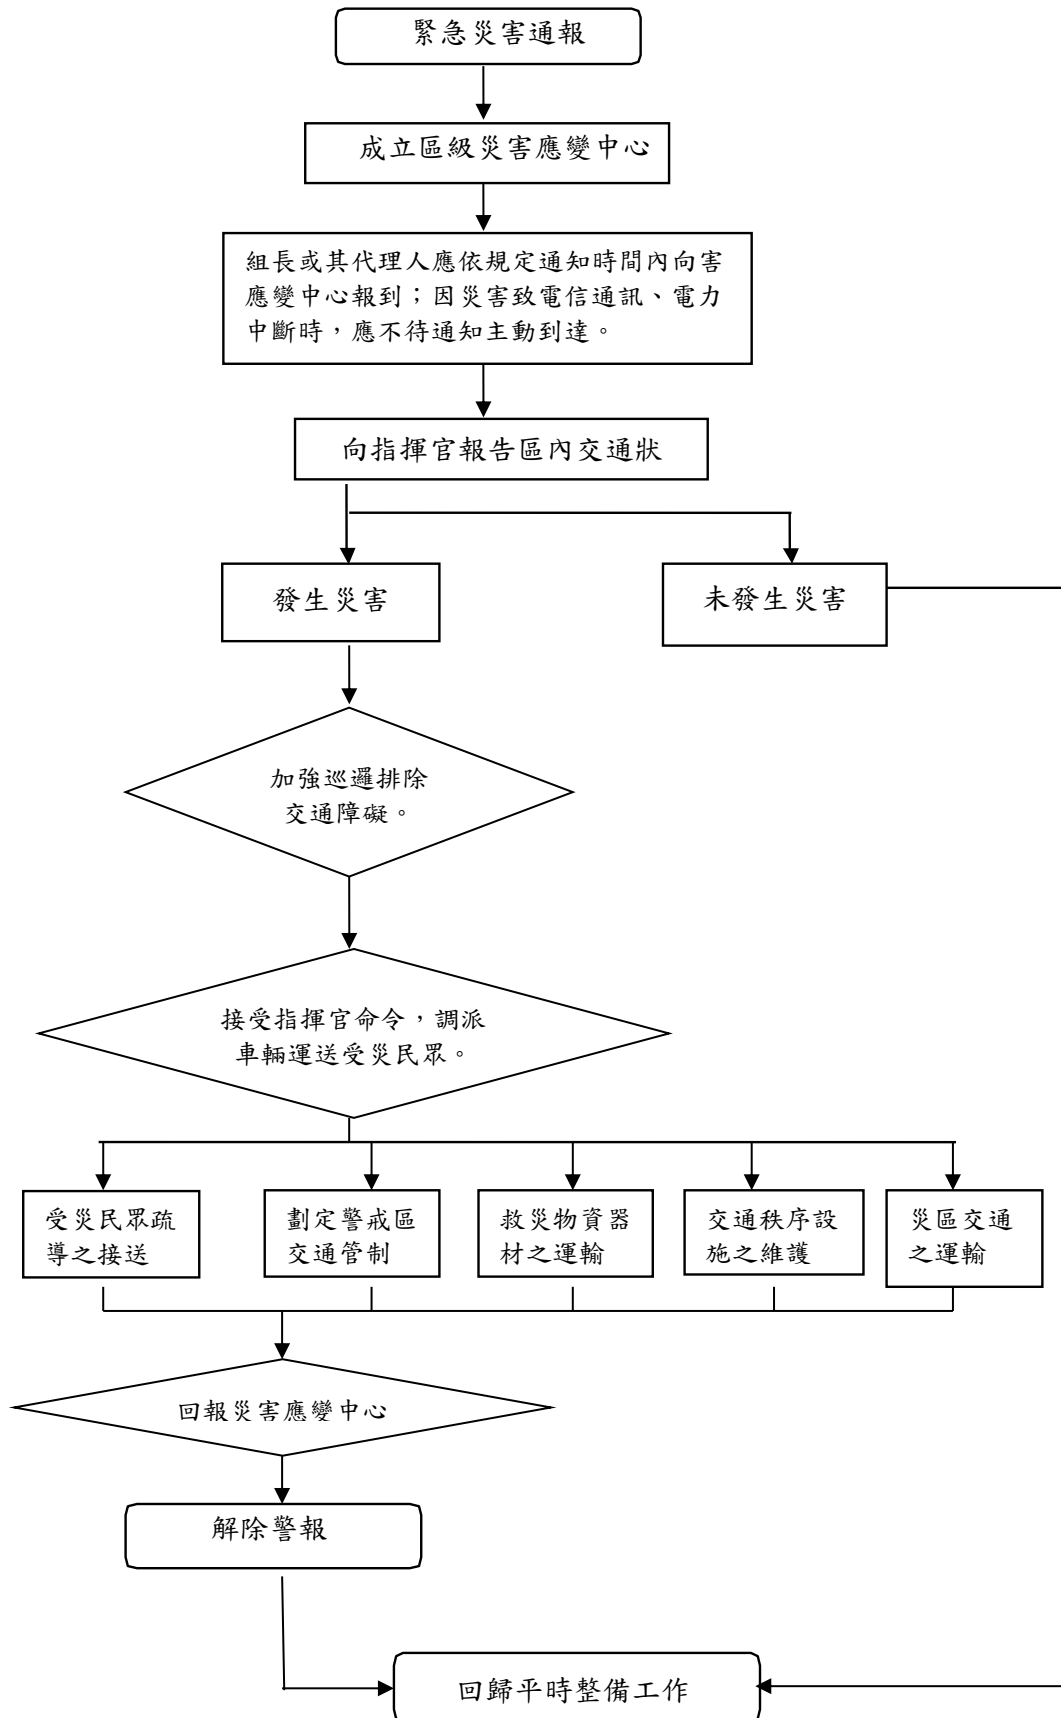 緊急災害通報
成立區級災害應變中心
組長或其代理人應依規定通知時間內向害
應變中心報到；因災害致電信通訊、電力
中斷時，應不待通知主動到達。
向指揮官報告區內交通狀
發生災害
未發生災害
加強巡邏排除
交通障礙。
接受指揮官命令，調派
車輛運送受災民眾。
受災民眾疏
導之接送
劃定警戒區
交通管制
救災物資器
材之運輸
交通秩序設
施之維護
災區交通
之運輸
回報災害應變中心
解除警報
回歸平時整備工作